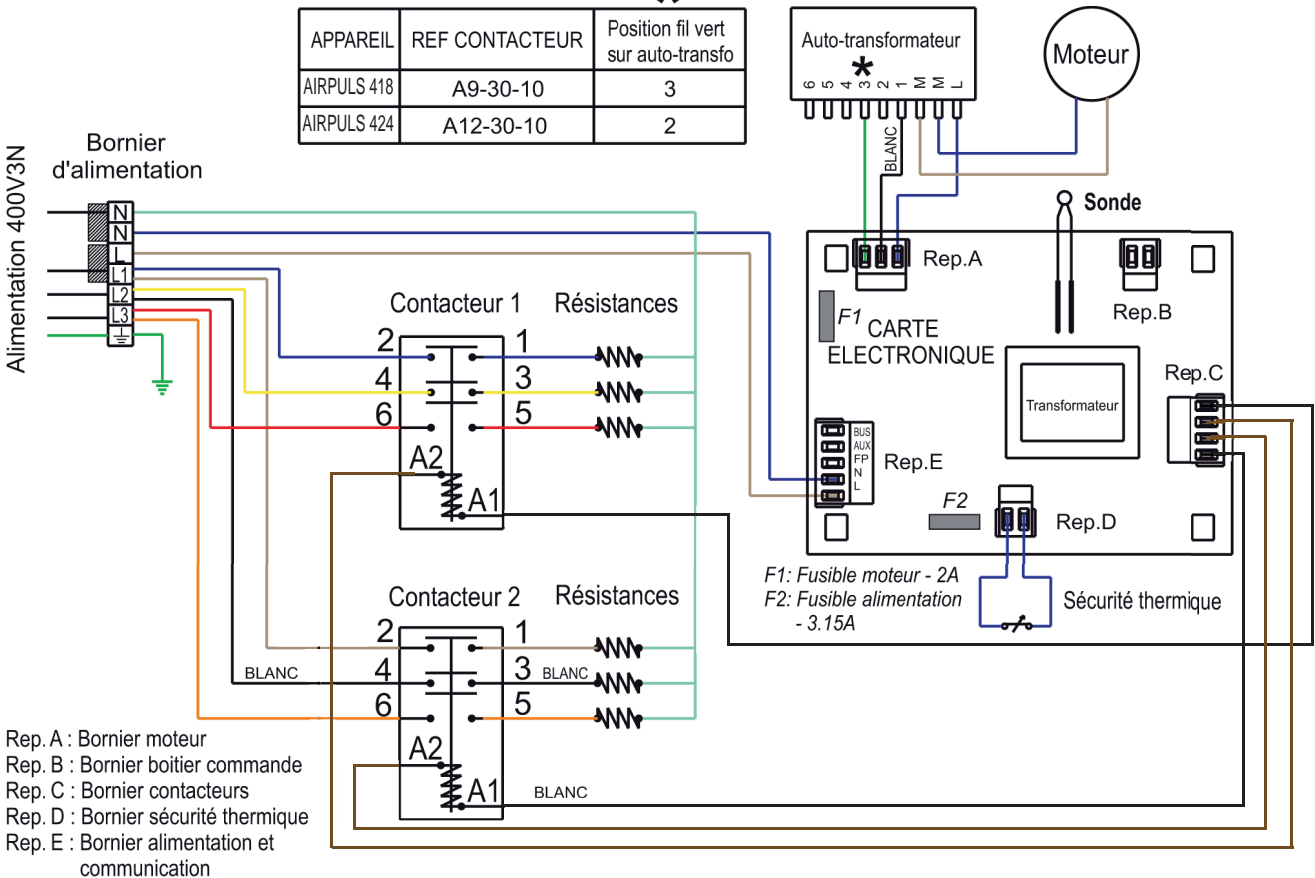 APPAREIL REF CONTACTEUR Position fil vert sur auto-transfo
AIRPULS 418 A9-30-10 3
AIRPULS 424 A12-30-10 2
Auto-transformateur
*
6 5 4 3 2 1 M M L
Moteur
BLANC
Alimentation 400V3N
Bornier
d'alimentation
N
N
L
L1
L2
L3
Sonde
Rep.A
Rep.B
F1
CARTE
ELECTRONIQUE
Transformateur
Rep.C
BUS
AUX
FP
N
L
Rep.E
F2
Rep.D
Contacteur 1
Résistances
2 1
4 3
6 5
A2
A1
F1: Fusible moteur - 2A
F2: Fusible alimentation
- 3.15A
Sécurité thermique
Contacteur 2
Résistances
2 1
BLANC 4 3 BLANC
6 5
A2
A1 BLANC
Rep. A : Bornier moteur
Rep. B : Bornier boitier commande
Rep. C : Bornier contacteurs
Rep. D : Bornier sécurité thermique
Rep. E : Bornier alimentation et
communication